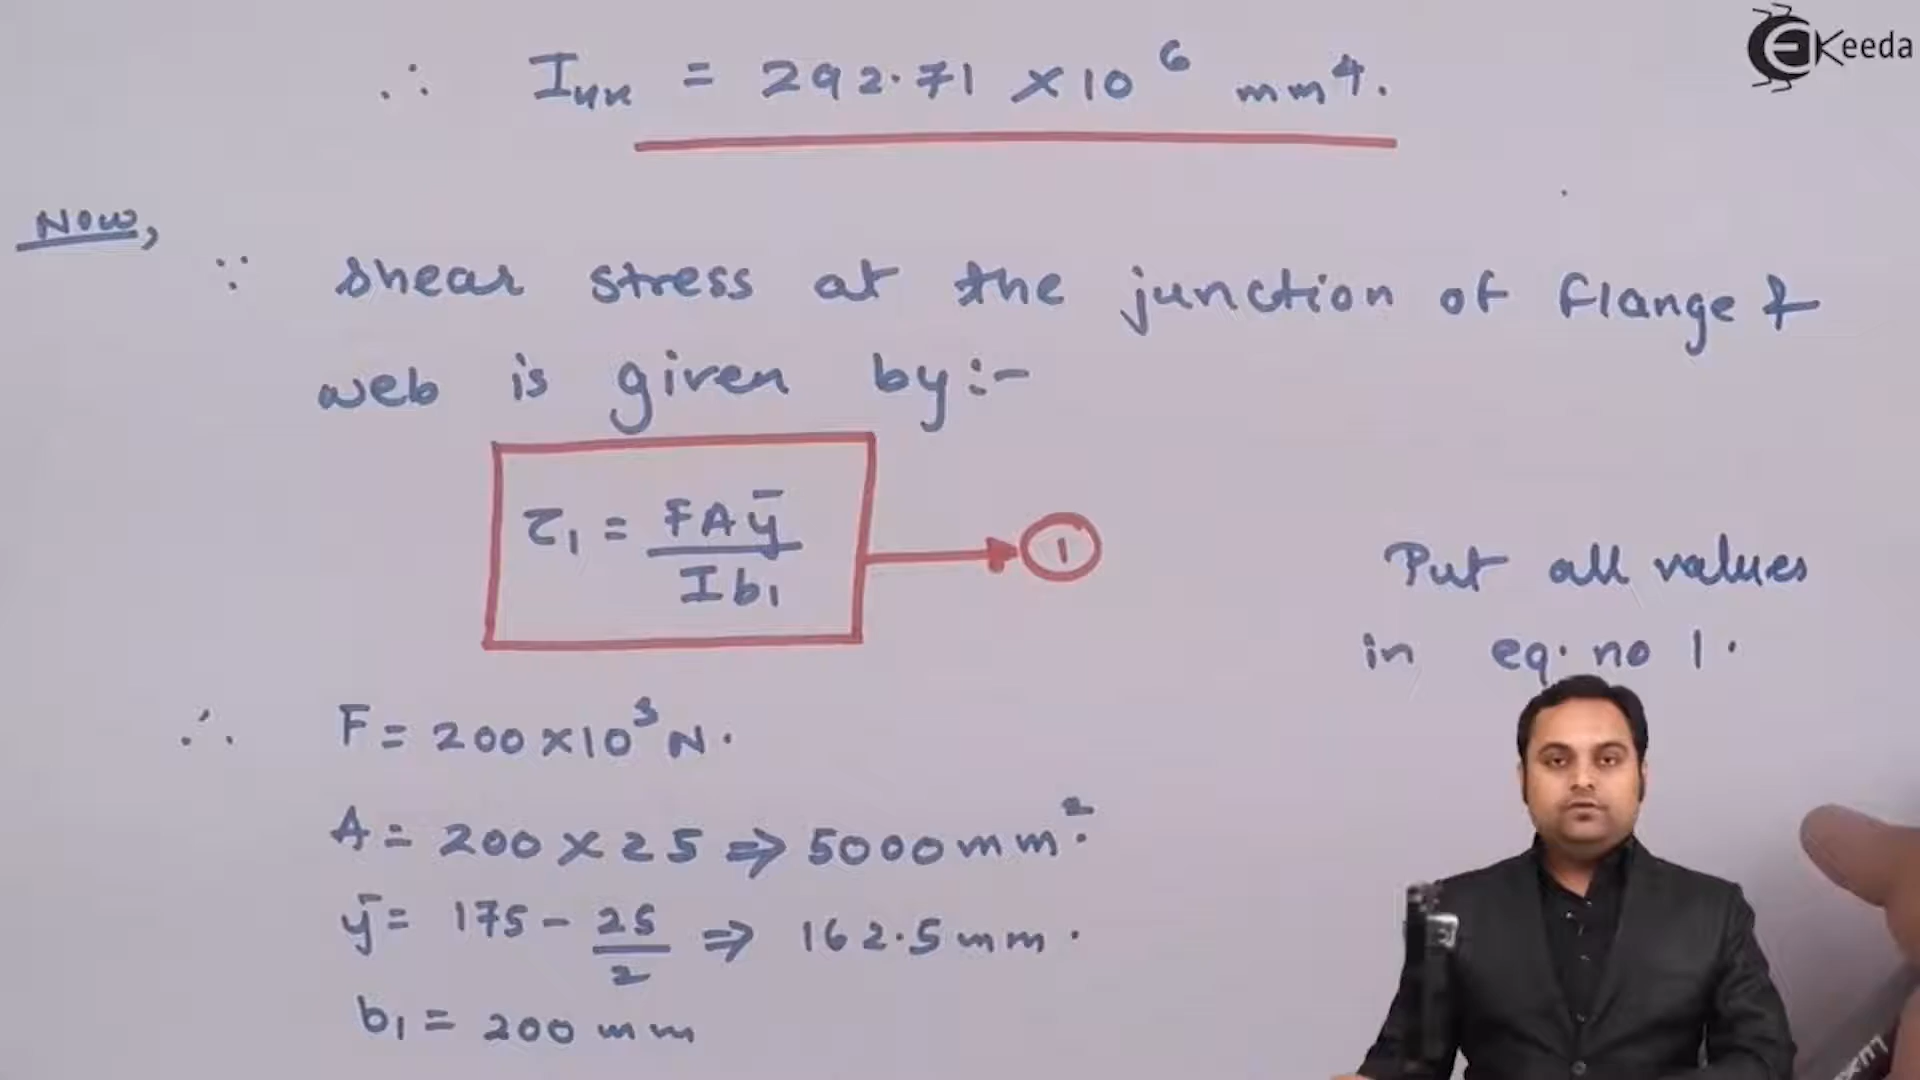 Keeda
∴ Ixx = 292.71 × 10⁶ mm⁴.
Now,
∵ shear stress at the junction of flange &
web is given by:-
τ₁ = FAȳ / Ib₁ → ①
Put all values
in eq. no 1.
∴ F = 200 × 10³ N.
A = 200 × 25 ⇒ 5000 mm².
ȳ = 175 - 25/2 ⇒ 162.5 mm.
b₁ = 200 mm